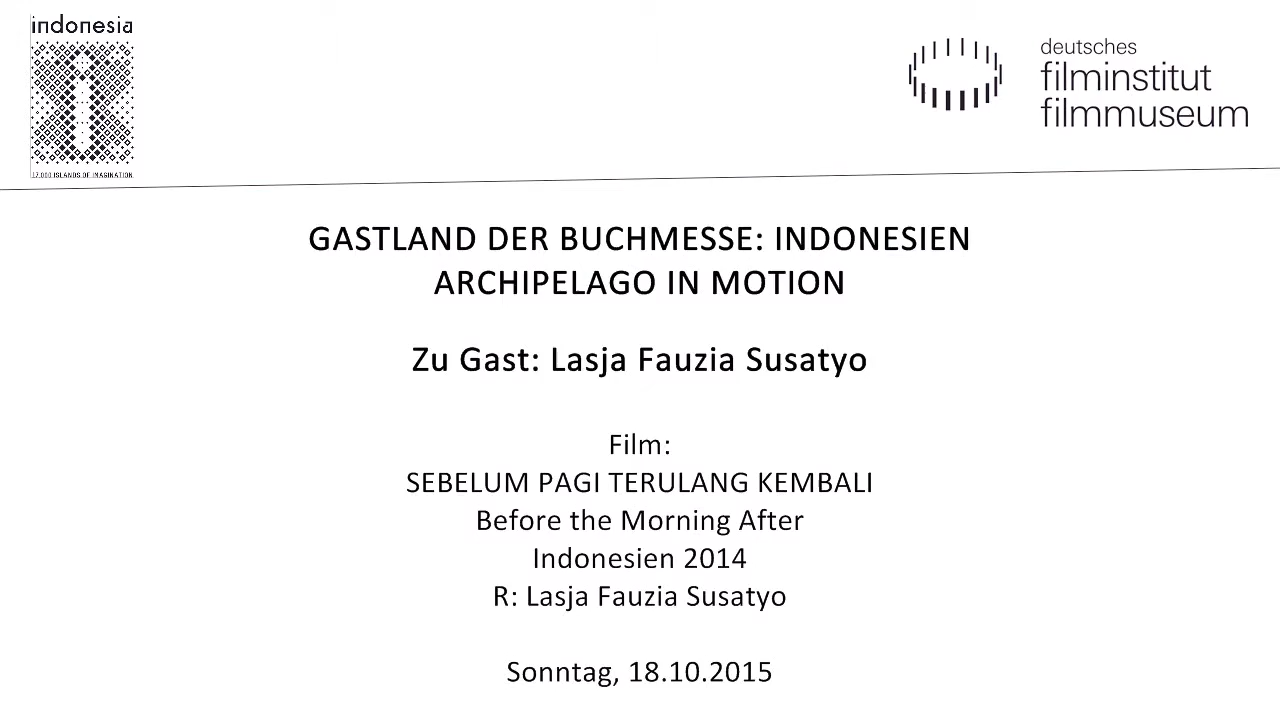 indonesia
17.000 ISLANDS OF IMAGINATION
deutsches
filminstitut
filmmuseum
GASTLAND DER BUCHMESSE: INDONESIEN
ARCHIPELAGO IN MOTION
Zu Gast: Lasja Fauzia Susatyo
Film:
SEBELUM PAGI TERULANG KEMBALI
Before the Morning After
Indonesien 2014
R: Lasja Fauzia Susatyo
Sonntag, 18.10.2015